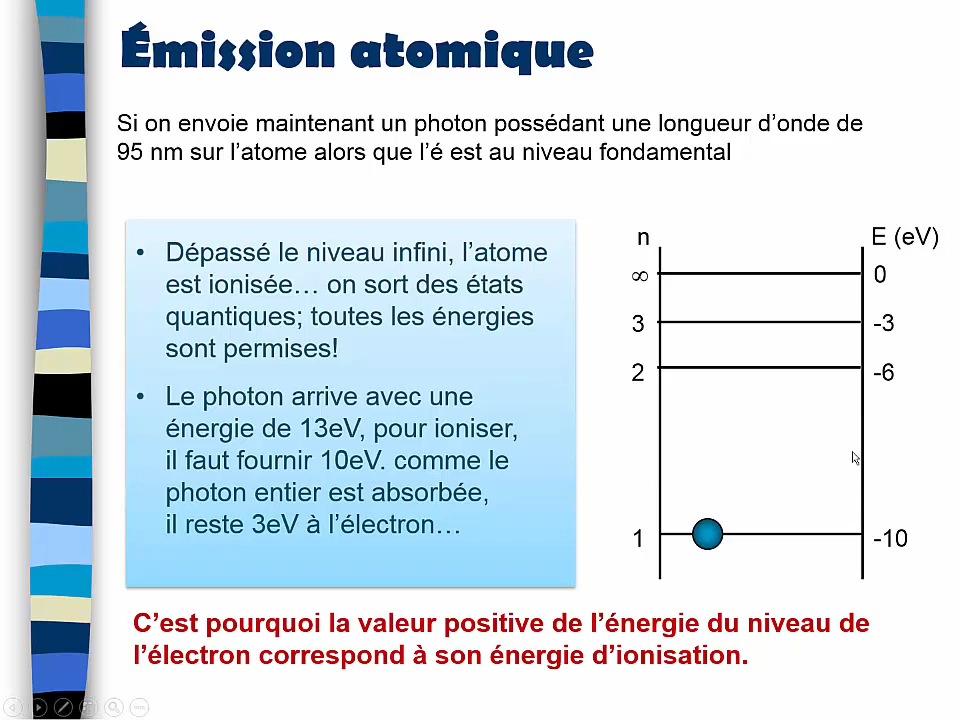 Émission atomique
Si on envoie maintenant un photon possédant une longueur d’onde de
95 nm sur l’atome alors que l’é est au niveau fondamental
• Dépassé le niveau infini, l’atome
est ionisée… on sort des états
quantiques; toutes les énergies
sont permises!
• Le photon arrive avec une
énergie de 13eV, pour ioniser,
il faut fournir 10eV. comme le
photon entier est absorbée,
il reste 3eV à l’électron…
n E (eV)
∞ 0
3 -3
2 -6
1 -10
C’est pourquoi la valeur positive de l’énergie du niveau de
l’électron correspond à son énergie d’ionisation.